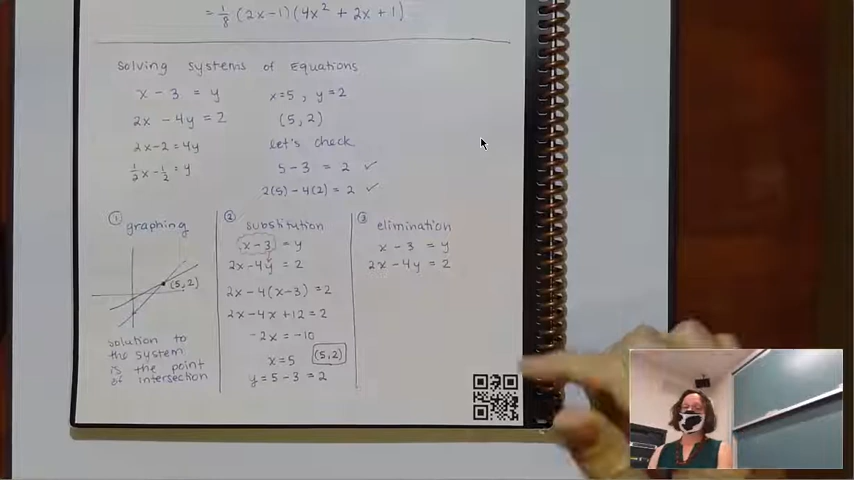 = 1/8 (2x-1)(4x² + 2x + 1)
Solving Systems of Equations
x - 3 = y
2x - 4y = 2
2x - 2 = 4y
1/2x - 1/2 = y
x=5, y=2
(5, 2)
let's check
5 - 3 = 2 ✓
2(5) - 4(2) = 2 ✓
① graphing
(5,2)
solution to
the system
is the point
of intersection
② substitution
x - 3 = y
2x - 4y = 2
2x - 4(x-3) = 2
2x - 4x + 12 = 2
-2x = -10
x = 5 (5,2)
y = 5 - 3 = 2
③ elimination
x - 3 = y
2x - 4y = 2